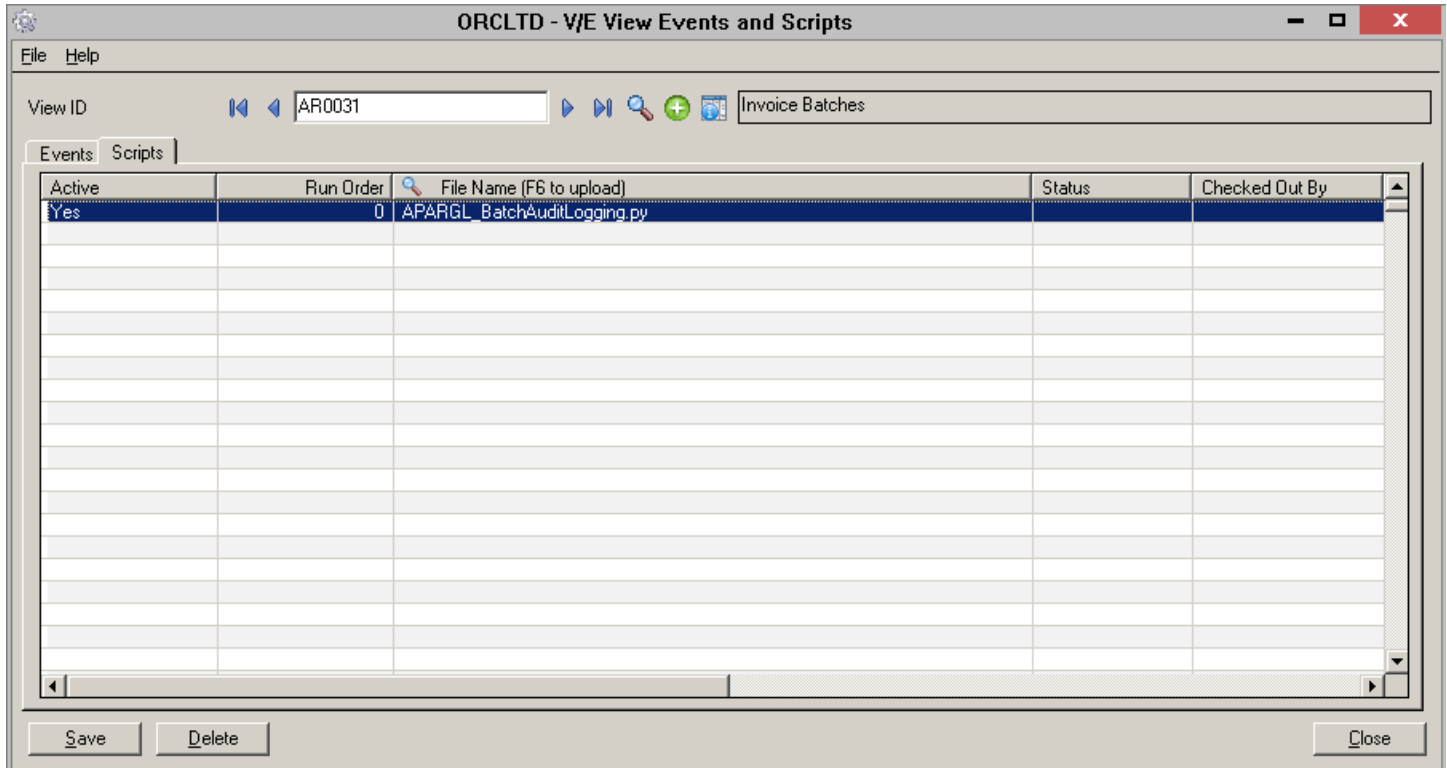 ORCLTD - V/E View Events and Scripts
x
File Help
View ID AR0031 Invoice Batches
Events Scripts
Active Run Order File Name (F6 to upload) Status Checked Out By
Yes 0 APARGL_BatchAuditLogging.py
Save Delete Close